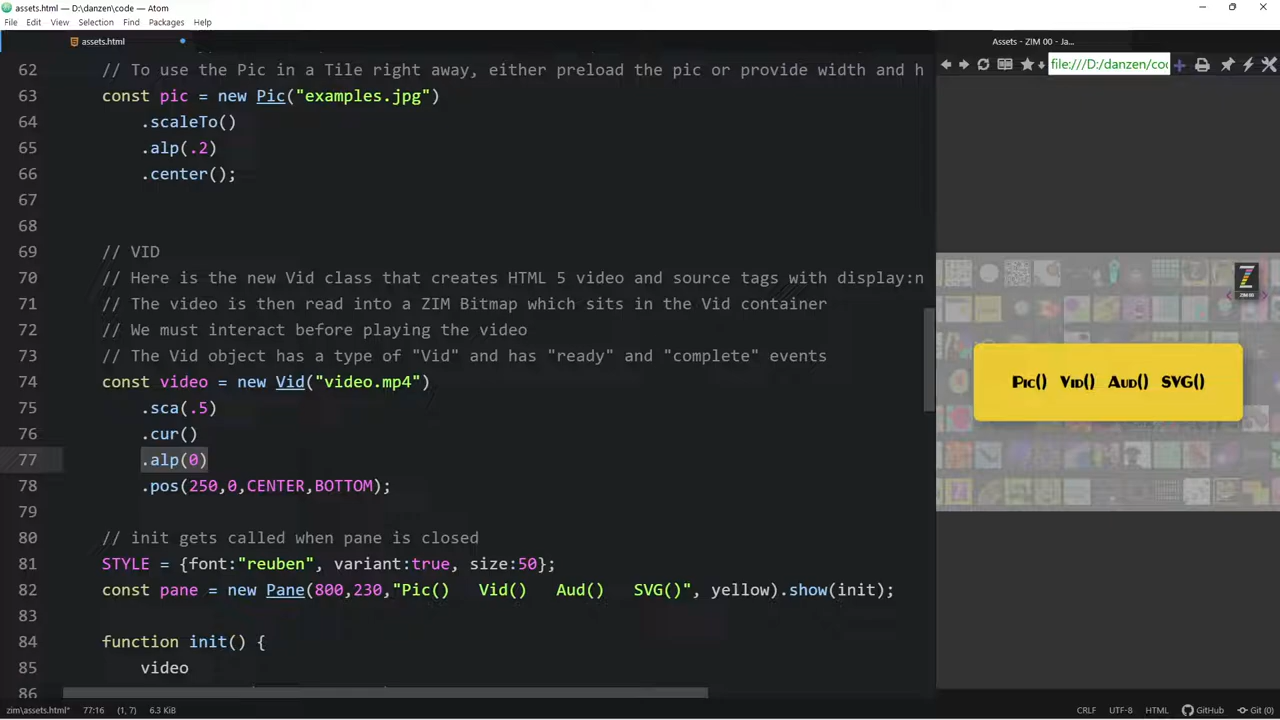 assets.html — D:\danzen\code — Atom
File Edit View Selection Find Packages Help
assets.html
Assets - ZIM 00 - Ja...
file:///D:/danzen/cod
62 // To use the Pic in a Tile right away, either preload the pic or provide width and h
63 const pic = new Pic("examples.jpg")
64 .scaleTo()
65 .alp(.2)
66 .center();
67
68
69 // VID
70 // Here is the new Vid class that creates HTML 5 video and source tags with display:n
71 // The video is then read into a ZIM Bitmap which sits in the Vid container
72 // We must interact before playing the video
73 // The Vid object has a type of "Vid" and has "ready" and "complete" events
74 const video = new Vid("video.mp4")
75 .sca(.5)
76 .cur()
77 .alp(0)
78 .pos(250,0,CENTER,BOTTOM);
79
80 // init gets called when pane is closed
81 STYLE = {font:"reuben", variant:true, size:50};
82 const pane = new Pane(800,230,"Pic() Vid() Aud() SVG()", yellow).show(init);
83
84 function init() {
85 video
86
ZIM 00
Pic() Vid() Aud() SVG()
zim\assets.html* 77:16 (1, 7) 6.3 KiB CRLF UTF-8 HTML GitHub Git (0)